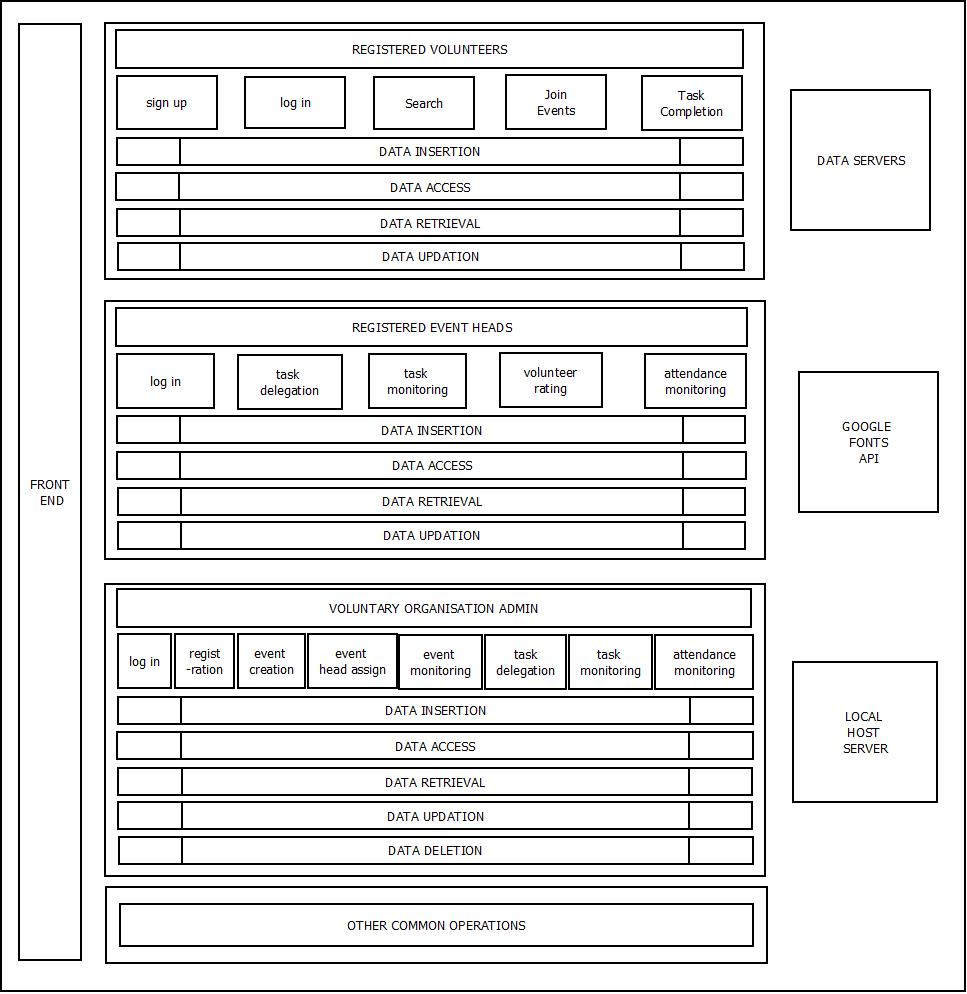 FRONT
END
REGISTERED VOLUNTEERS
sign up
log in
Search
Join
Events
Task
Completion
DATA INSERTION
DATA ACCESS
DATA RETRIEVAL
DATA UPDATION
REGISTERED EVENT HEADS
log in
task
delegation
task
monitoring
volunteer
rating
attendance
monitoring
DATA INSERTION
DATA ACCESS
DATA RETRIEVAL
DATA UPDATION
VOLUNTARY ORGANISATION ADMIN
log in
regist
-ration
event
creation
event
head assign
event
monitoring
task
delegation
task
monitoring
attendance
monitoring
DATA INSERTION
DATA ACCESS
DATA RETRIEVAL
DATA UPDATION
DATA DELETION
OTHER COMMON OPERATIONS
DATA SERVERS
GOOGLE
FONTS
API
LOCAL
HOST
SERVER